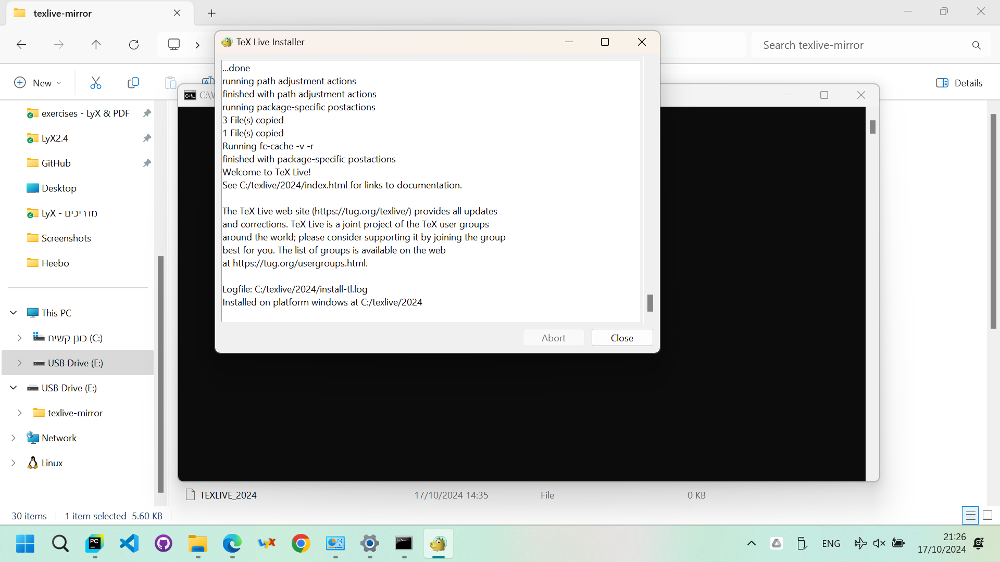 texlive-mirror
Search texlive-mirror
New
Details
exercises - LyX & PDF
LyX2.4
GitHub
Desktop
LyX - מדריכים
Screenshots
Heebo
This PC
כונן קשיח (C:)
USB Drive (E:)
USB Drive (E:)
texlive-mirror
Network
Linux
C:\
TeX Live Installer
...done
running path adjustment actions
finished with path adjustment actions
running package-specific postactions
3 File(s) copied
1 File(s) copied
Running fc-cache -v -r
finished with package-specific postactions
Welcome to TeX Live!
See C:/texlive/2024/index.html for links to documentation.
The TeX Live web site (https://tug.org/texlive/) provides all updates
and corrections. TeX Live is a joint project of the TeX user groups
around the world; please consider supporting it by joining the group
best for you. The list of groups is available on the web
at https://tug.org/usergroups.html.
Logfile: C:/texlive/2024/install-tl.log
Installed on platform windows at C:/texlive/2024
Abort
Close
TEXLIVE_2024 17/10/2024 14:35 File 0 KB
30 items 1 item selected 5.60 KB
PC
ENG
21:26
17/10/2024